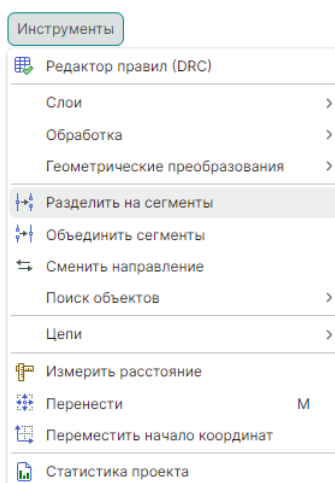 Инструменты
Редактор правил (DRC)
Слои
Обработка
Геометрические преобразования
Разделить на сегменты
Объединить сегменты
Сменить направление
Поиск объектов
Цепи
Измерить расстояние
Перенести M
Переместить начало координат
Статистика проекта